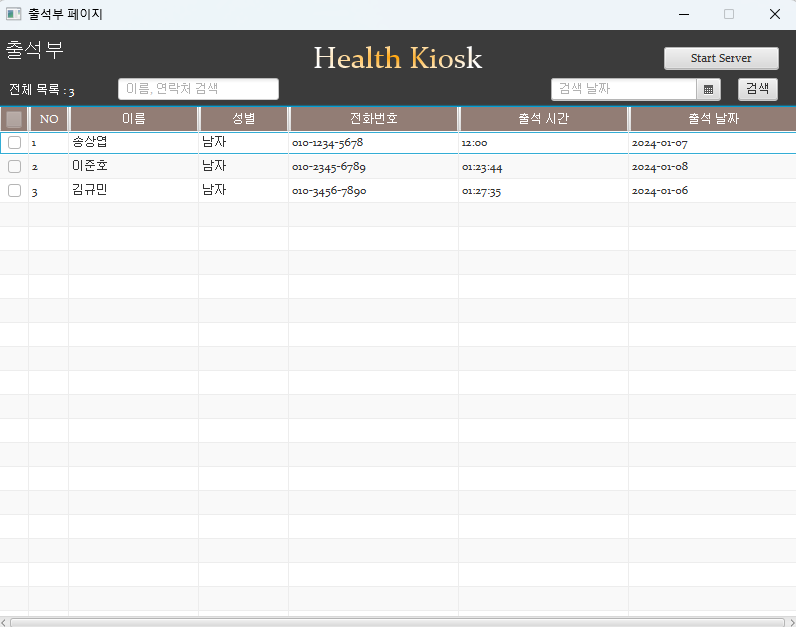 출석부 페이지
출석부
Health Kiosk
Start Server
전체 목록 : 3
이름, 연락처 검색
검색 날짜
검색
NO 이름 성별 전화번호 출석 시간 출석 날짜
1 송상엽 남자 010-1234-5678 12:00 2024-01-07
2 이준호 남자 010-2345-6789 01:23:44 2024-01-08
3 김규민 남자 010-3456-7890 01:27:35 2024-01-06